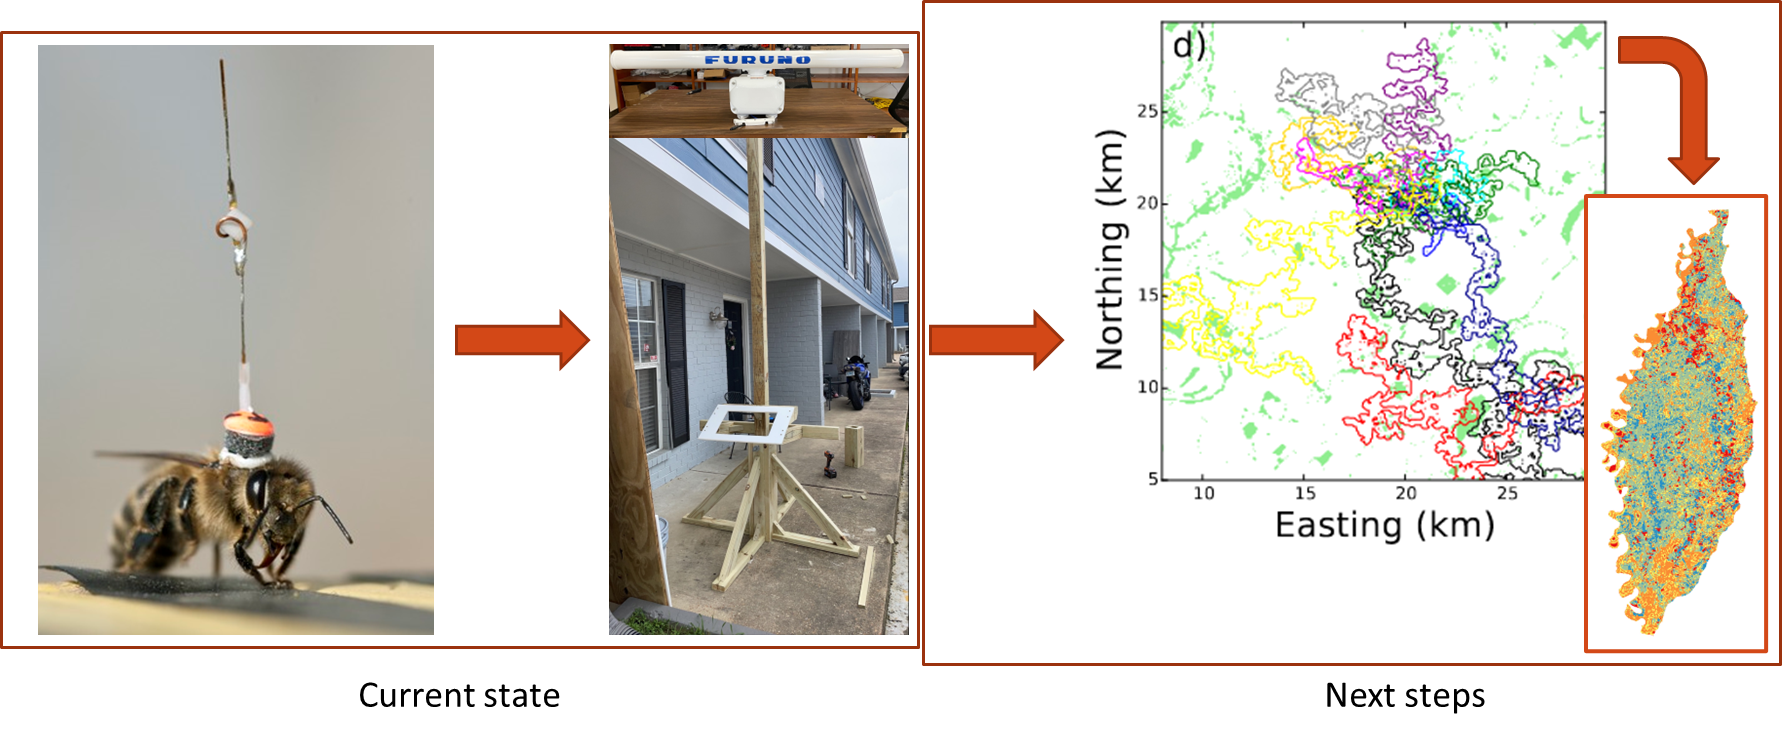 FURUNO
d)
25
20
15
10
5
Northing (km)
10
15
20
25
Easting (km)
Current state
Next steps